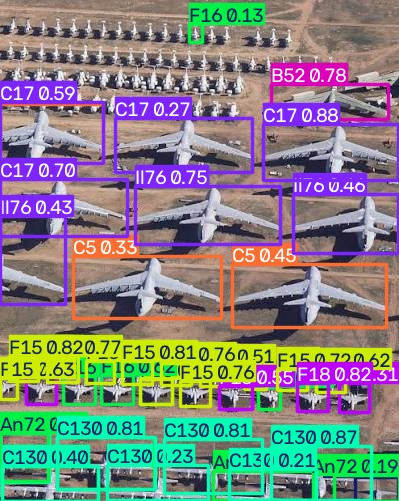 F16 0.13
B52 0.78
C17 0.59
C17 0.27
C17 0.88
C17 0.70
Il76 0.75
Il76 0.46
Il76 0.43
C5 0.33
C5 0.45
F15 0.82 0.77
F15 0.81 0.76 0.51
F15 0.72 0.62
F15 0.76
F18 0.82 .31
An72
C130 0.81
C130 0.81
C130 0.87
C130 0.40
0.23
C130 0.21
An72 0.19